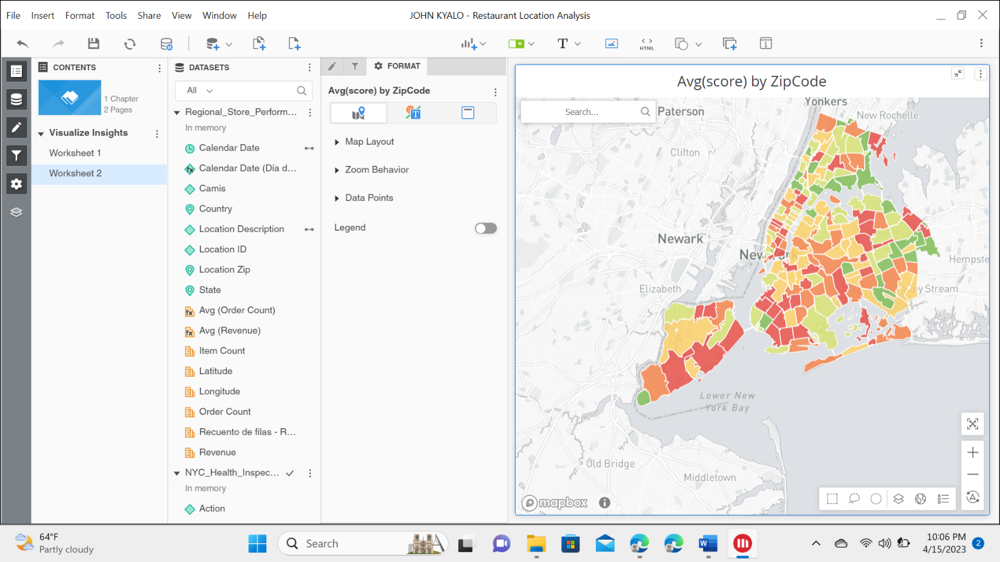 File Insert Format Tools Share View Window Help
JOHN KYALO - Restaurant Location Analysis
T
HTML
CONTENTS
1 Chapter
2 Pages
Visualize Insights
Worksheet 1
Worksheet 2
DATASETS
All
Regional_Store_Perform...
In memory
Calendar Date
Calendar Date (Día d...
Camis
Country
Location Description
Location ID
Location Zip
State
Avg (Order Count)
Avg (Revenue)
Item Count
Latitude
Longitude
Order Count
Recuento de filas - R...
Revenue
NYC_Health_Inspec...
In memory
Action
FORMAT
Avg(score) by ZipCode
Map Layout
Zoom Behavior
Data Points
Legend
Avg(score) by ZipCode
Search...
Yonkers
Paterson
New Rochelle
Clifton
Newark
New York
Hempste
Elizabeth
ey Stream
Lower New
York Bay
Old Bridge
Middletown
mapbox
64°F
Partly cloudy
Search
10:06 PM
4/15/2023
2